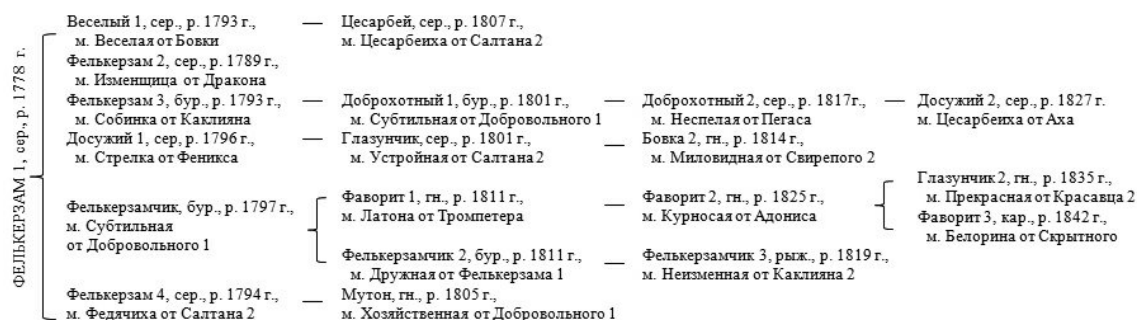 ФЕЛЬКЕРЗАМ 1, сер., р. 1778 г.
Веселый 1, сер., р. 1793 г., — Цесарбей, сер., р. 1807 г.,
м. Веселая от Бовки м. Цесарбеиха от Салтана 2
Фелькерзам 2, сер., р. 1789 г.,
м. Изменщица от Дракона
Фелькерзам 3, бур., р. 1793 г., — Доброхотный 1, бур., р. 1801 г., — Доброхотный 2, сер., р. 1817г., — Досужий 2, сер., р. 1827 г.
м. Собинка от Каклияна м. Субтильная от Добровольного 1 м. Неспелая от Пегаса м. Цесарбеиха от Аха
Досужий 1, сер, р. 1796 г., — Глазунчик, сер., р. 1801 г., — Бовка 2, гн., р. 1814 г.,
м. Стрелка от Феникса м. Устройная от Салтана 2 м. Миловидная от Свирепого 2
Глазунчик 2, гн., р. 1835 г.,
м. Прекрасная от Красавца 2
Фелькерзамчик, бур., р. 1797 г., Фаворит 1, гн., р. 1811 г., — Фаворит 2, гн., р. 1825 г.,
м. Субтильная м. Латона от Тромпетера м. Курносая от Адониса Фаворит 3, кар., р. 1842 г.,
от Добровольного 1 м. Белорина от Скрытного
Фелькерзамчик 2, бур., р. 1811 г., — Фелькерзамчик 3, рыж., р. 1819 г.,
м. Дружная от Фелькерзама 1 м. Неизменная от Каклияна 2
Фелькерзам 4, сер., р. 1794 г., — Мутон, гн., р. 1805 г.,
м. Федячиха от Салтана 2 м. Хозяйственная от Добровольного 1